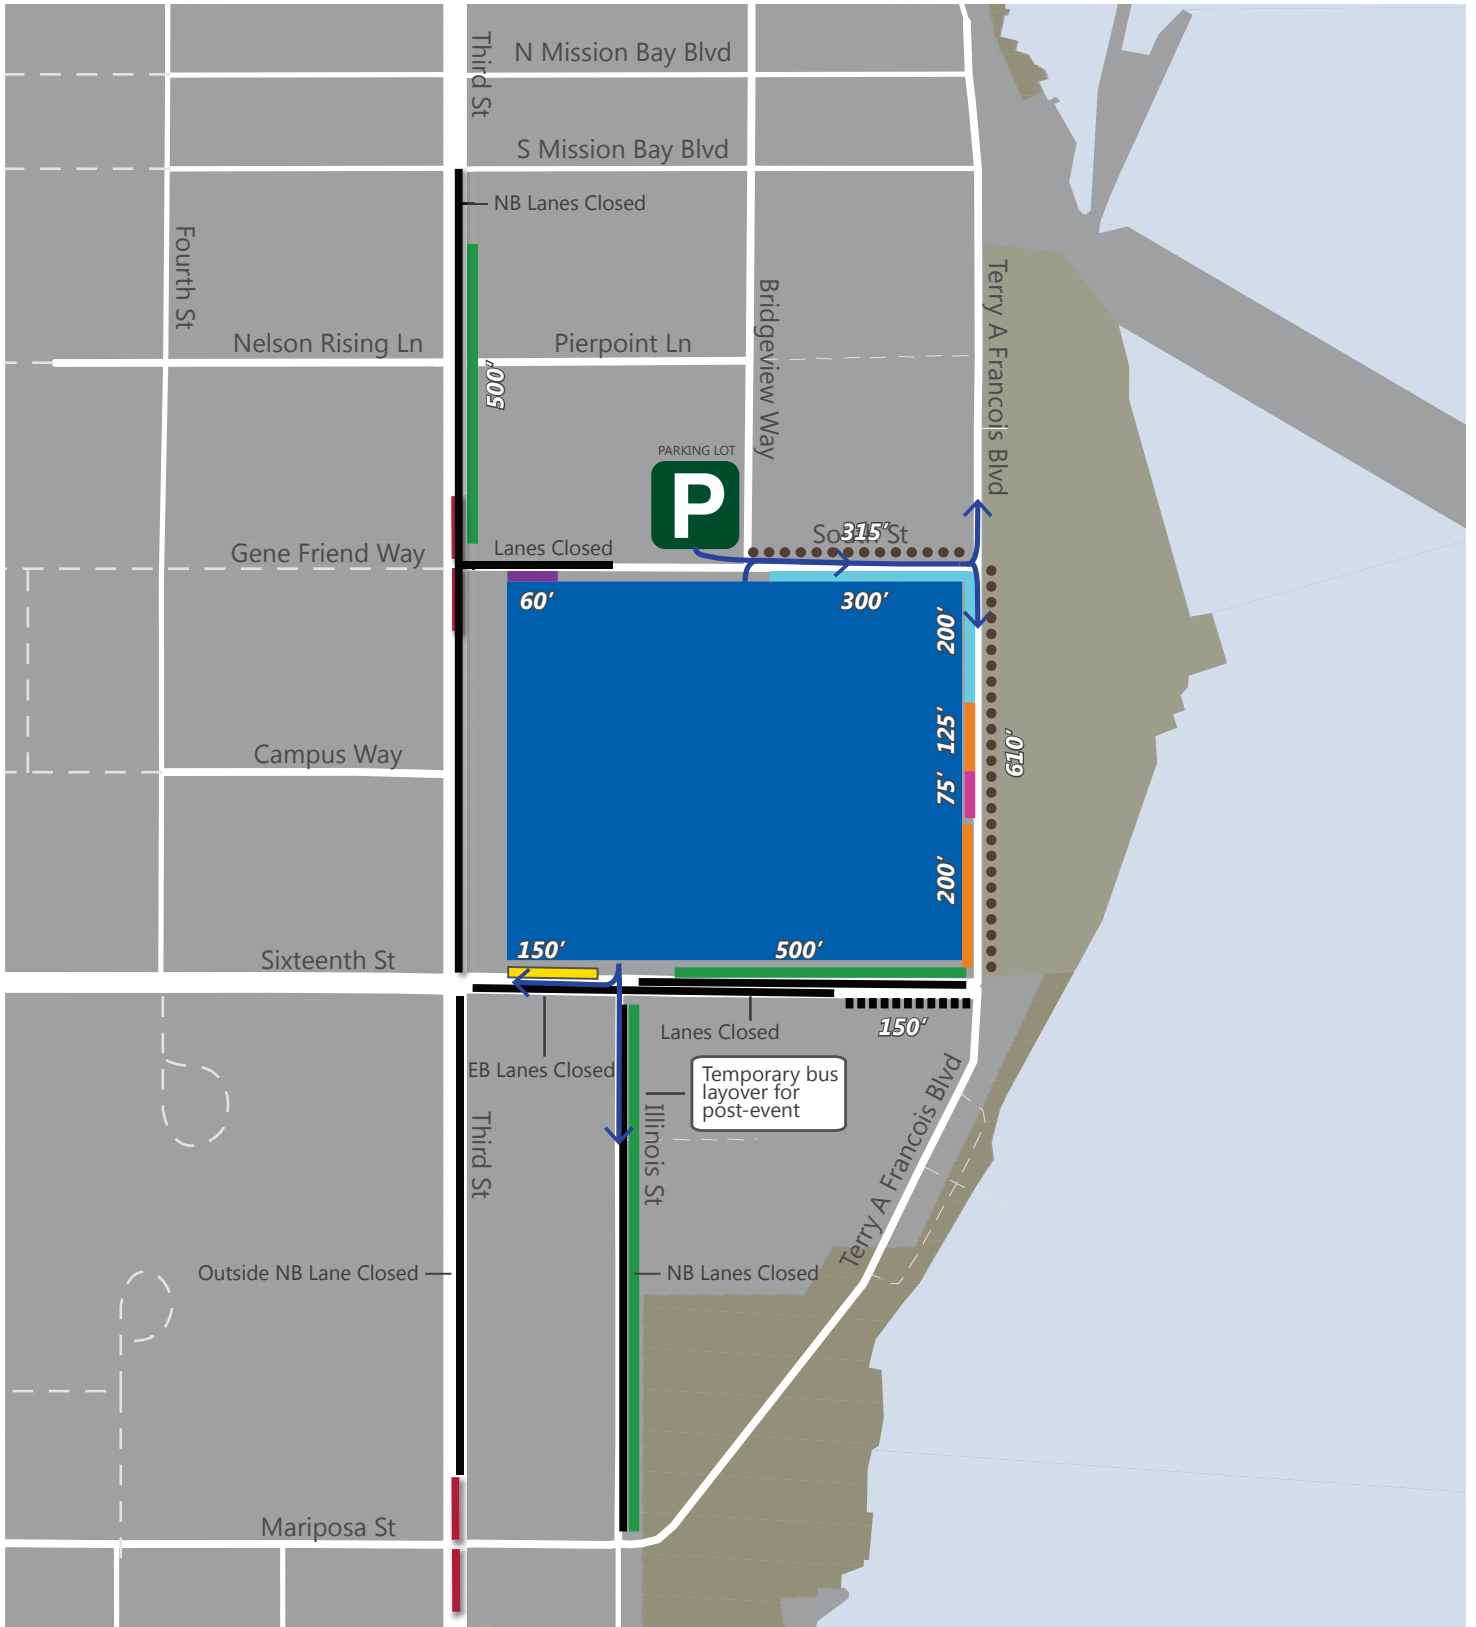 N Mission Bay Blvd
Third St
S Mission Bay Blvd
NB Lanes Closed
Fourth St
Terry A Francois Blvd
Bridgeview Way
Nelson Rising Ln
Pierpoint Ln
500'
PARKING LOT
P
South St
315'
Gene Friend Way
Lanes Closed
60'
300'
200'
125'
610'
Campus Way
75'
200'
150'
500'
Sixteenth St
150'
Lanes Closed
EB Lanes Closed
Temporary bus
layover for
post-event
Terry A Francois Blvd
Third St
Illinois St
Outside NB Lane Closed
NB Lanes Closed
Mariposa St